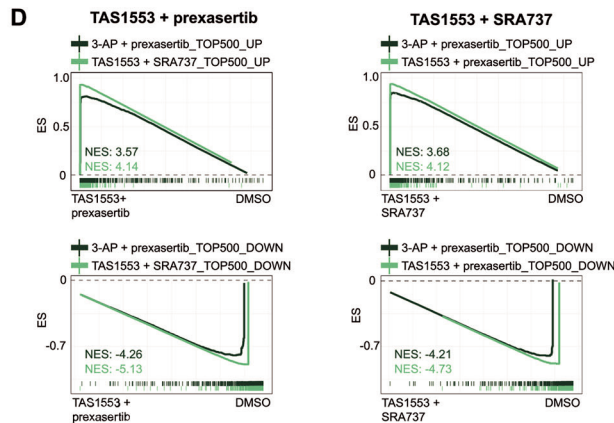 D
TAS1553 + prexasertib
3-AP + prexasertib_TOP500_UP
TAS1553 + SRA737_TOP500_UP
1.0
0.5
0
ES
NES: 3.57
NES: 4.14
TAS1553+
prexasertib
DMSO
TAS1553 + SRA737
3-AP + prexasertib_TOP500_UP
TAS1553 + prexasertib_TOP500_UP
1.0
0.5
0
ES
NES: 3.68
NES: 4.12
TAS1553 +
SRA737
DMSO
3-AP + prexasertib_TOP500_DOWN
TAS1553 + SRA737_TOP500_DOWN
0
-0.7
ES
NES: -4.26
NES: -5.13
TAS1553 +
prexasertib
DMSO
3-AP + prexasertib_TOP500_DOWN
TAS1553 + prexasertib_TOP500_DOWN
0
-0.7
ES
NES: -4.21
NES: -4.73
TAS1553 +
SRA737
DMSO